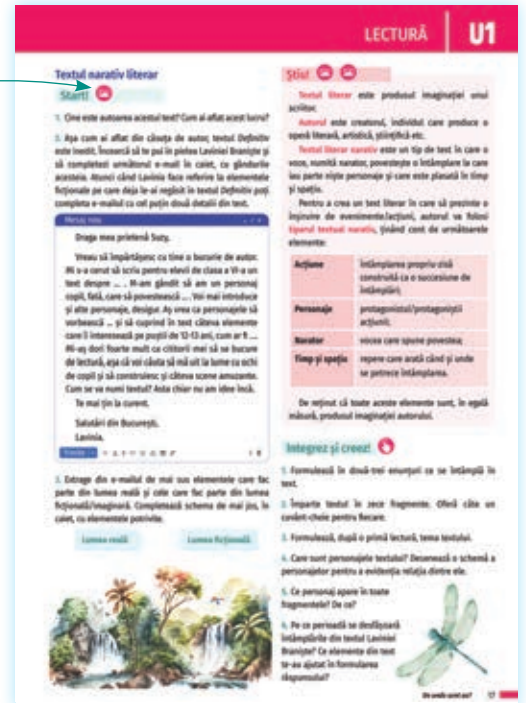 LECTURĂ U1
Textul narativ literar
Start!
1. Cine este autoarea acestui text? Cum ai aflat acest lucru?
2. Așa cum ai aflat din căsuța de autor, textul Definitiv
este inedit. Încearcă să te pui în pielea Laviniei Braniște și
să completezi următorul e-mail în caiet, cu gândurile
acesteia. Atunci când Lavinia face referire la elementele
ficționale pe care deja le-ai regăsit în textul Definitiv poți
completa e-mailul cu cel puțin două detalii din text.
Mesaj nou
Draga mea prietenă Suzy,
Vreau să împărtășesc cu tine o bucurie de autor.
Mi s-a cerut să scriu pentru elevii de clasa a VI-a un
text despre ... . M-am gândit să am un personaj
copil, fată, care să povestească ... . Voi mai introduce
și alte personaje, desigur. Aș vrea ca personajele să
vorbească ... și să cuprind în text câteva elemente
care îi interesează pe puștii de 12-13 ani, cum ar fi ... .
Mi-aș dori foarte mult ca cititorii mei să se bucure
de lectură, așa că voi căuta să mă uit la lume cu ochi
de copil și să construiesc și câteva scene amuzante.
Cum se va numi textul? Asta chiar nu am idee încă.
Te mai țin la curent.
Salutări din București,
Lavinia.
3. Extrage din e-mailul de mai sus elementele care fac
parte din lumea reală și cele care fac parte din lumea
ficțională/imaginară. Completează schema de mai jos, în
caiet, cu elementele potrivite.
Lumea reală Lumea ficțională
Știu!
Textul literar este produsul imaginației unui
scriitor.
Autorul este creatorul, individul care produce o
operă literară, artistică, științifică etc.
Textul literar narativ este un tip de text în care o
voce, numită narator, povestește o întâmplare la care
iau parte niște personaje și care este plasată în timp
și spațiu.
Pentru a crea un text literar în care să prezinte o
înșiruire de evenimente/acțiuni, autorul va folosi
tiparul textual narativ, ținând cont de următoarele
elemente:
Acțiune întâmplarea propriu-zisă
construită ca o succesiune de
întâmplări;
Personaje protagonistul/protagoniștii
acțiunii;
Narator vocea care spune povestea;
Timp și spațiu repere care arată când și unde
se petrece întâmplarea.
De reținut că toate aceste elemente sunt, în egală
măsură, produsul imaginației autorului.
Integrez și creez!
1. Formulează în două-trei enunțuri ce se întâmplă în
text.
2. Împarte textul în zece fragmente. Oferă câte un
cuvânt-cheie pentru fiecare.
3. Formulează, după o primă lectură, tema textului.
4. Care sunt personajele textului? Desenează o schemă a
personajelor pentru a evidenția relația dintre ele.
5. Ce personaj apare în toate
fragmentele? De ce?
6. Pe ce perioadă se desfășoară
întâmplările din textul Laviniei
Braniște? Ce elemente din text
te-au ajutat în formularea
răspunsului?
De unde sunt eu? 17